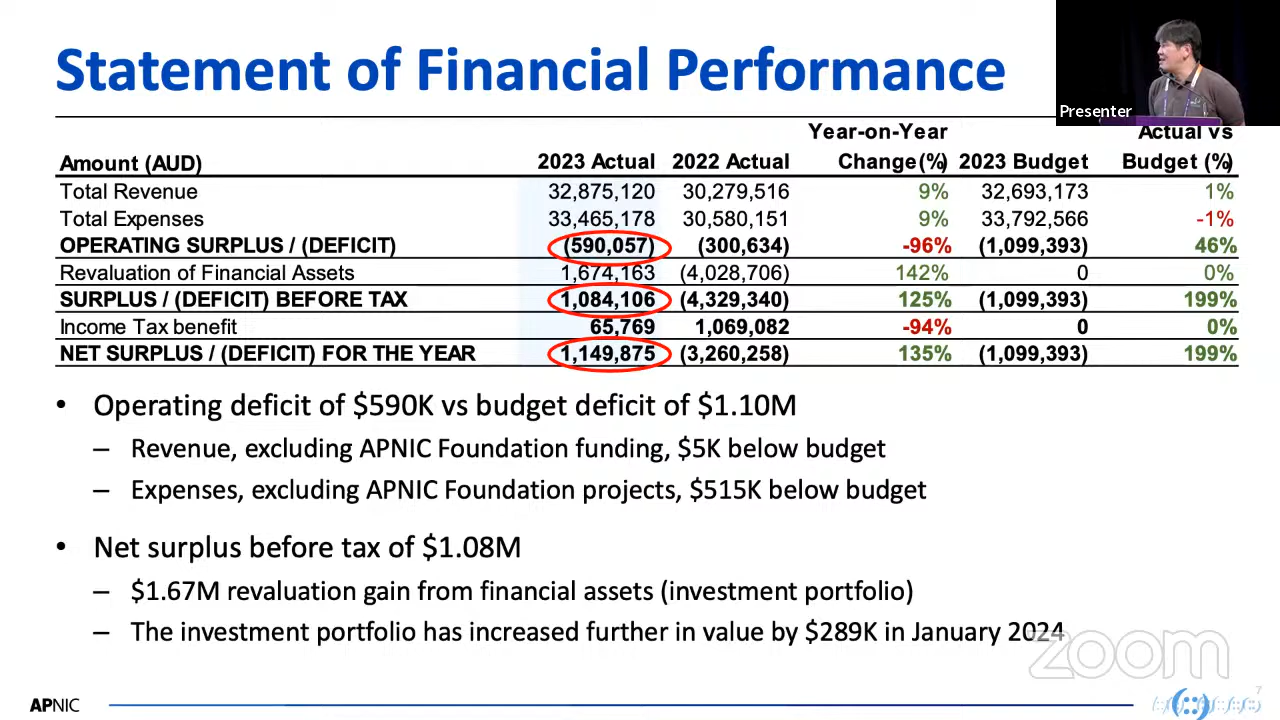 Statement of Financial Performance
Presenter
Amount (AUD) 2023 Actual 2022 Actual Year-on-Year Change (%) 2023 Budget Actual vs Budget (%)
Total Revenue 32,875,120 30,279,516 9% 32,693,173 1%
Total Expenses 33,465,178 30,580,151 9% 33,792,566 -1%
OPERATING SURPLUS / (DEFICIT) (590,057) (300,634) -96% (1,099,393) 46%
Revaluation of Financial Assets 1,674,163 (4,028,706) 142% 0 0%
SURPLUS / (DEFICIT) BEFORE TAX 1,084,106 (4,329,340) 125% (1,099,393) 199%
Income Tax benefit 65,769 1,069,082 -94% 0 0%
NET SURPLUS / (DEFICIT) FOR THE YEAR 1,149,875 (3,260,258) 135% (1,099,393) 199%
• Operating deficit of $590K vs budget deficit of $1.10M
– Revenue, excluding APNIC Foundation funding, $5K below budget
– Expenses, excluding APNIC Foundation projects, $515K below budget
• Net surplus before tax of $1.08M
– $1.67M revaluation gain from financial assets (investment portfolio)
– The investment portfolio has increased further in value by $289K in January 2024
zoom
7
APNIC